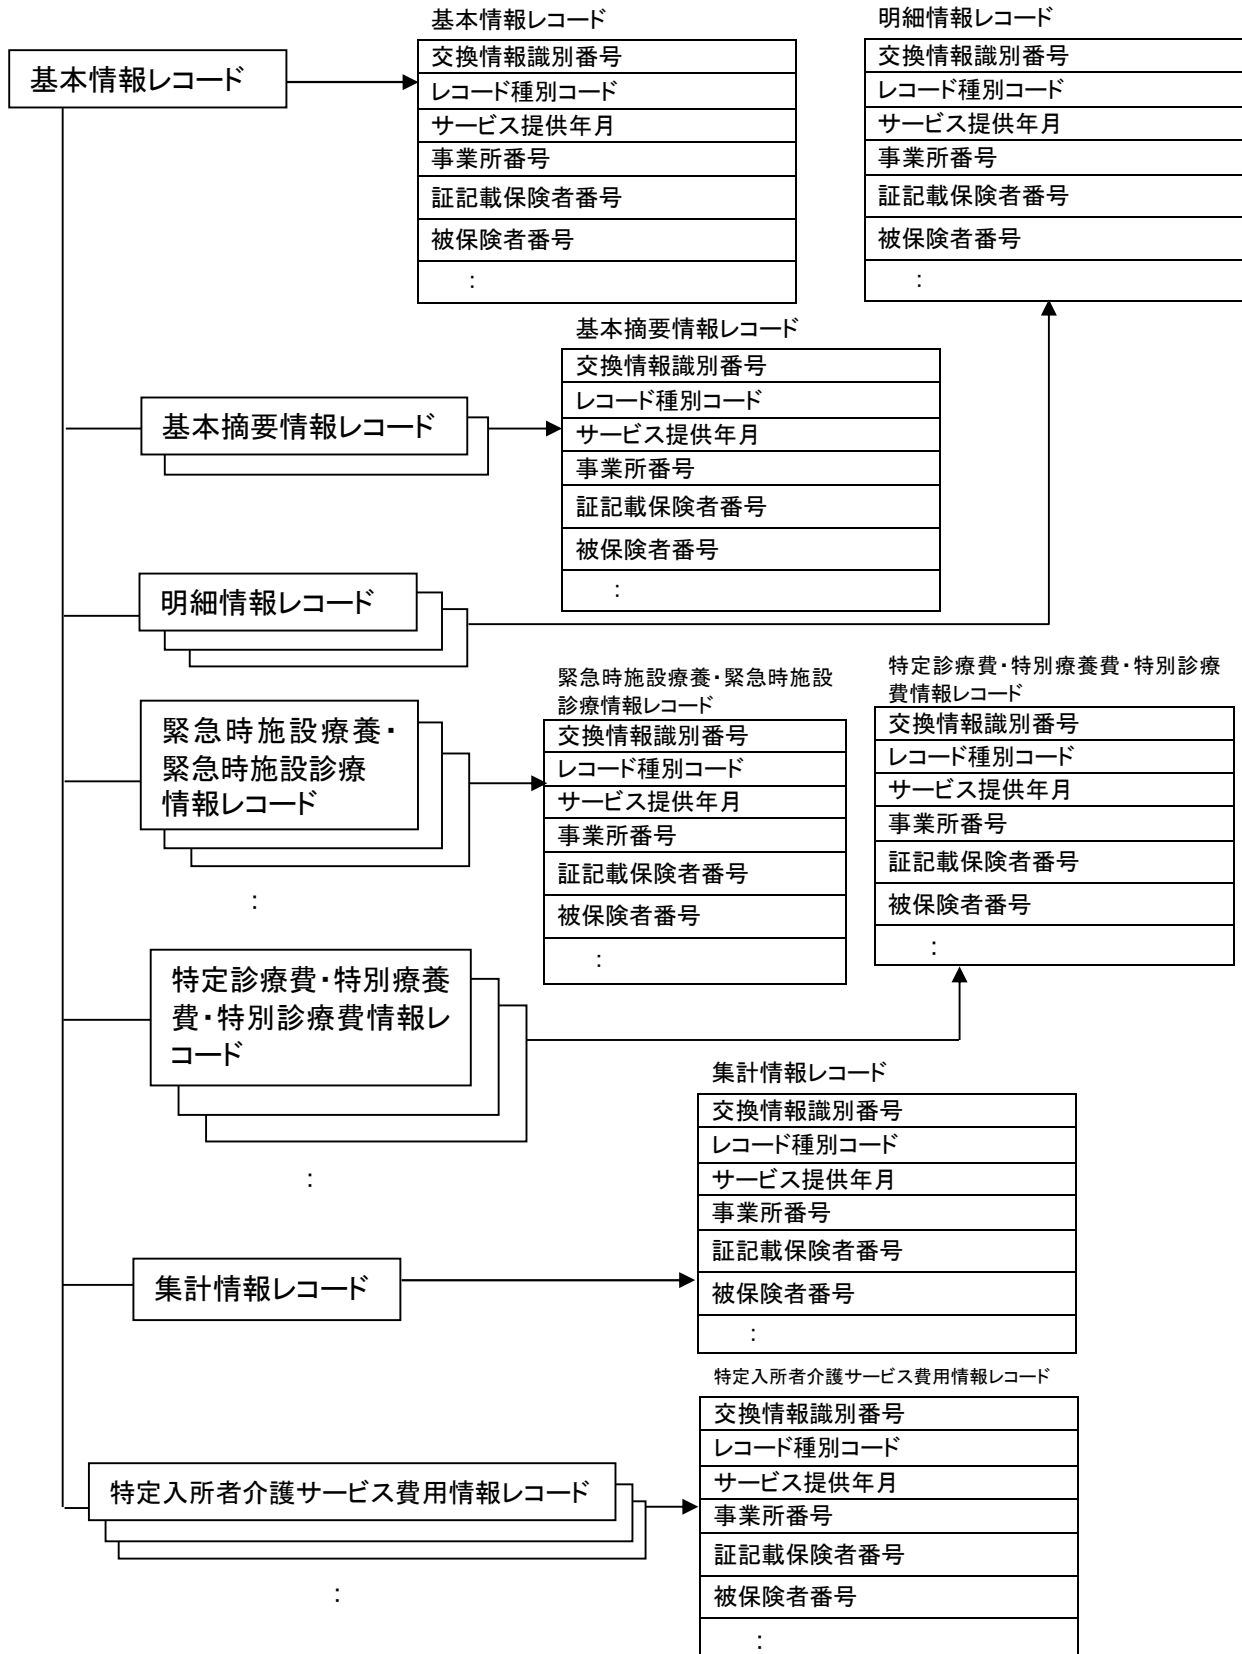 基本情報レコード
基本情報レコード
交換情報識別番号
レコード種別コード
サービス提供年月
事業所番号
証記載保険者番号
被保険者番号
:
明細情報レコード
交換情報識別番号
レコード種別コード
サービス提供年月
事業所番号
証記載保険者番号
被保険者番号
:
基本摘要情報レコード
基本摘要情報レコード
交換情報識別番号
レコード種別コード
サービス提供年月
事業所番号
証記載保険者番号
被保険者番号
:
明細情報レコード
緊急時施設療養・
緊急時施設診療
情報レコード
:
緊急時施設療養・緊急時施設
診療情報レコード
交換情報識別番号
レコード種別コード
サービス提供年月
事業所番号
証記載保険者番号
被保険者番号
:
特定診療費・特別療養費・特別診療
費情報レコード
交換情報識別番号
レコード種別コード
サービス提供年月
事業所番号
証記載保険者番号
被保険者番号
:
特定診療費・特別療養
費・特別診療費情報レ
コード
:
集計情報レコード
集計情報レコード
交換情報識別番号
レコード種別コード
サービス提供年月
事業所番号
証記載保険者番号
被保険者番号
:
特定入所者介護サービス費用情報レコード
:
特定入所者介護サービス費用情報レコード
交換情報識別番号
レコード種別コード
サービス提供年月
事業所番号
証記載保険者番号
被保険者番号
: